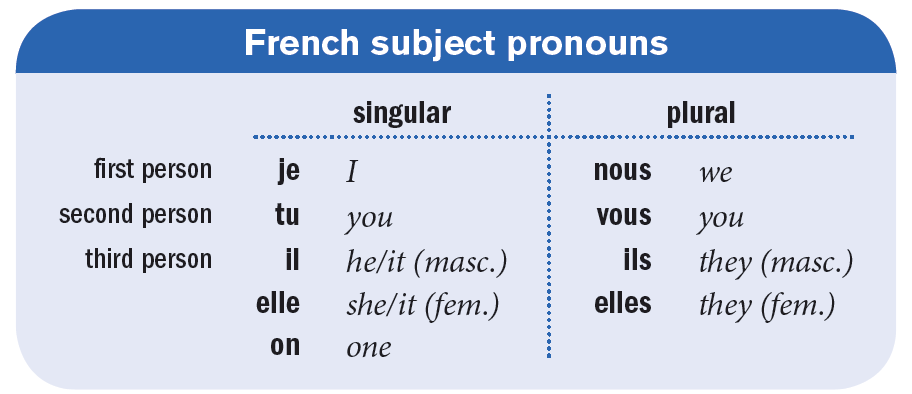 French subject pronouns
singular plural
first person je I nous we
second person tu you vous you
third person il he/it (masc.) ils they (masc.)
elle she/it (fem.) elles they (fem.)
on one